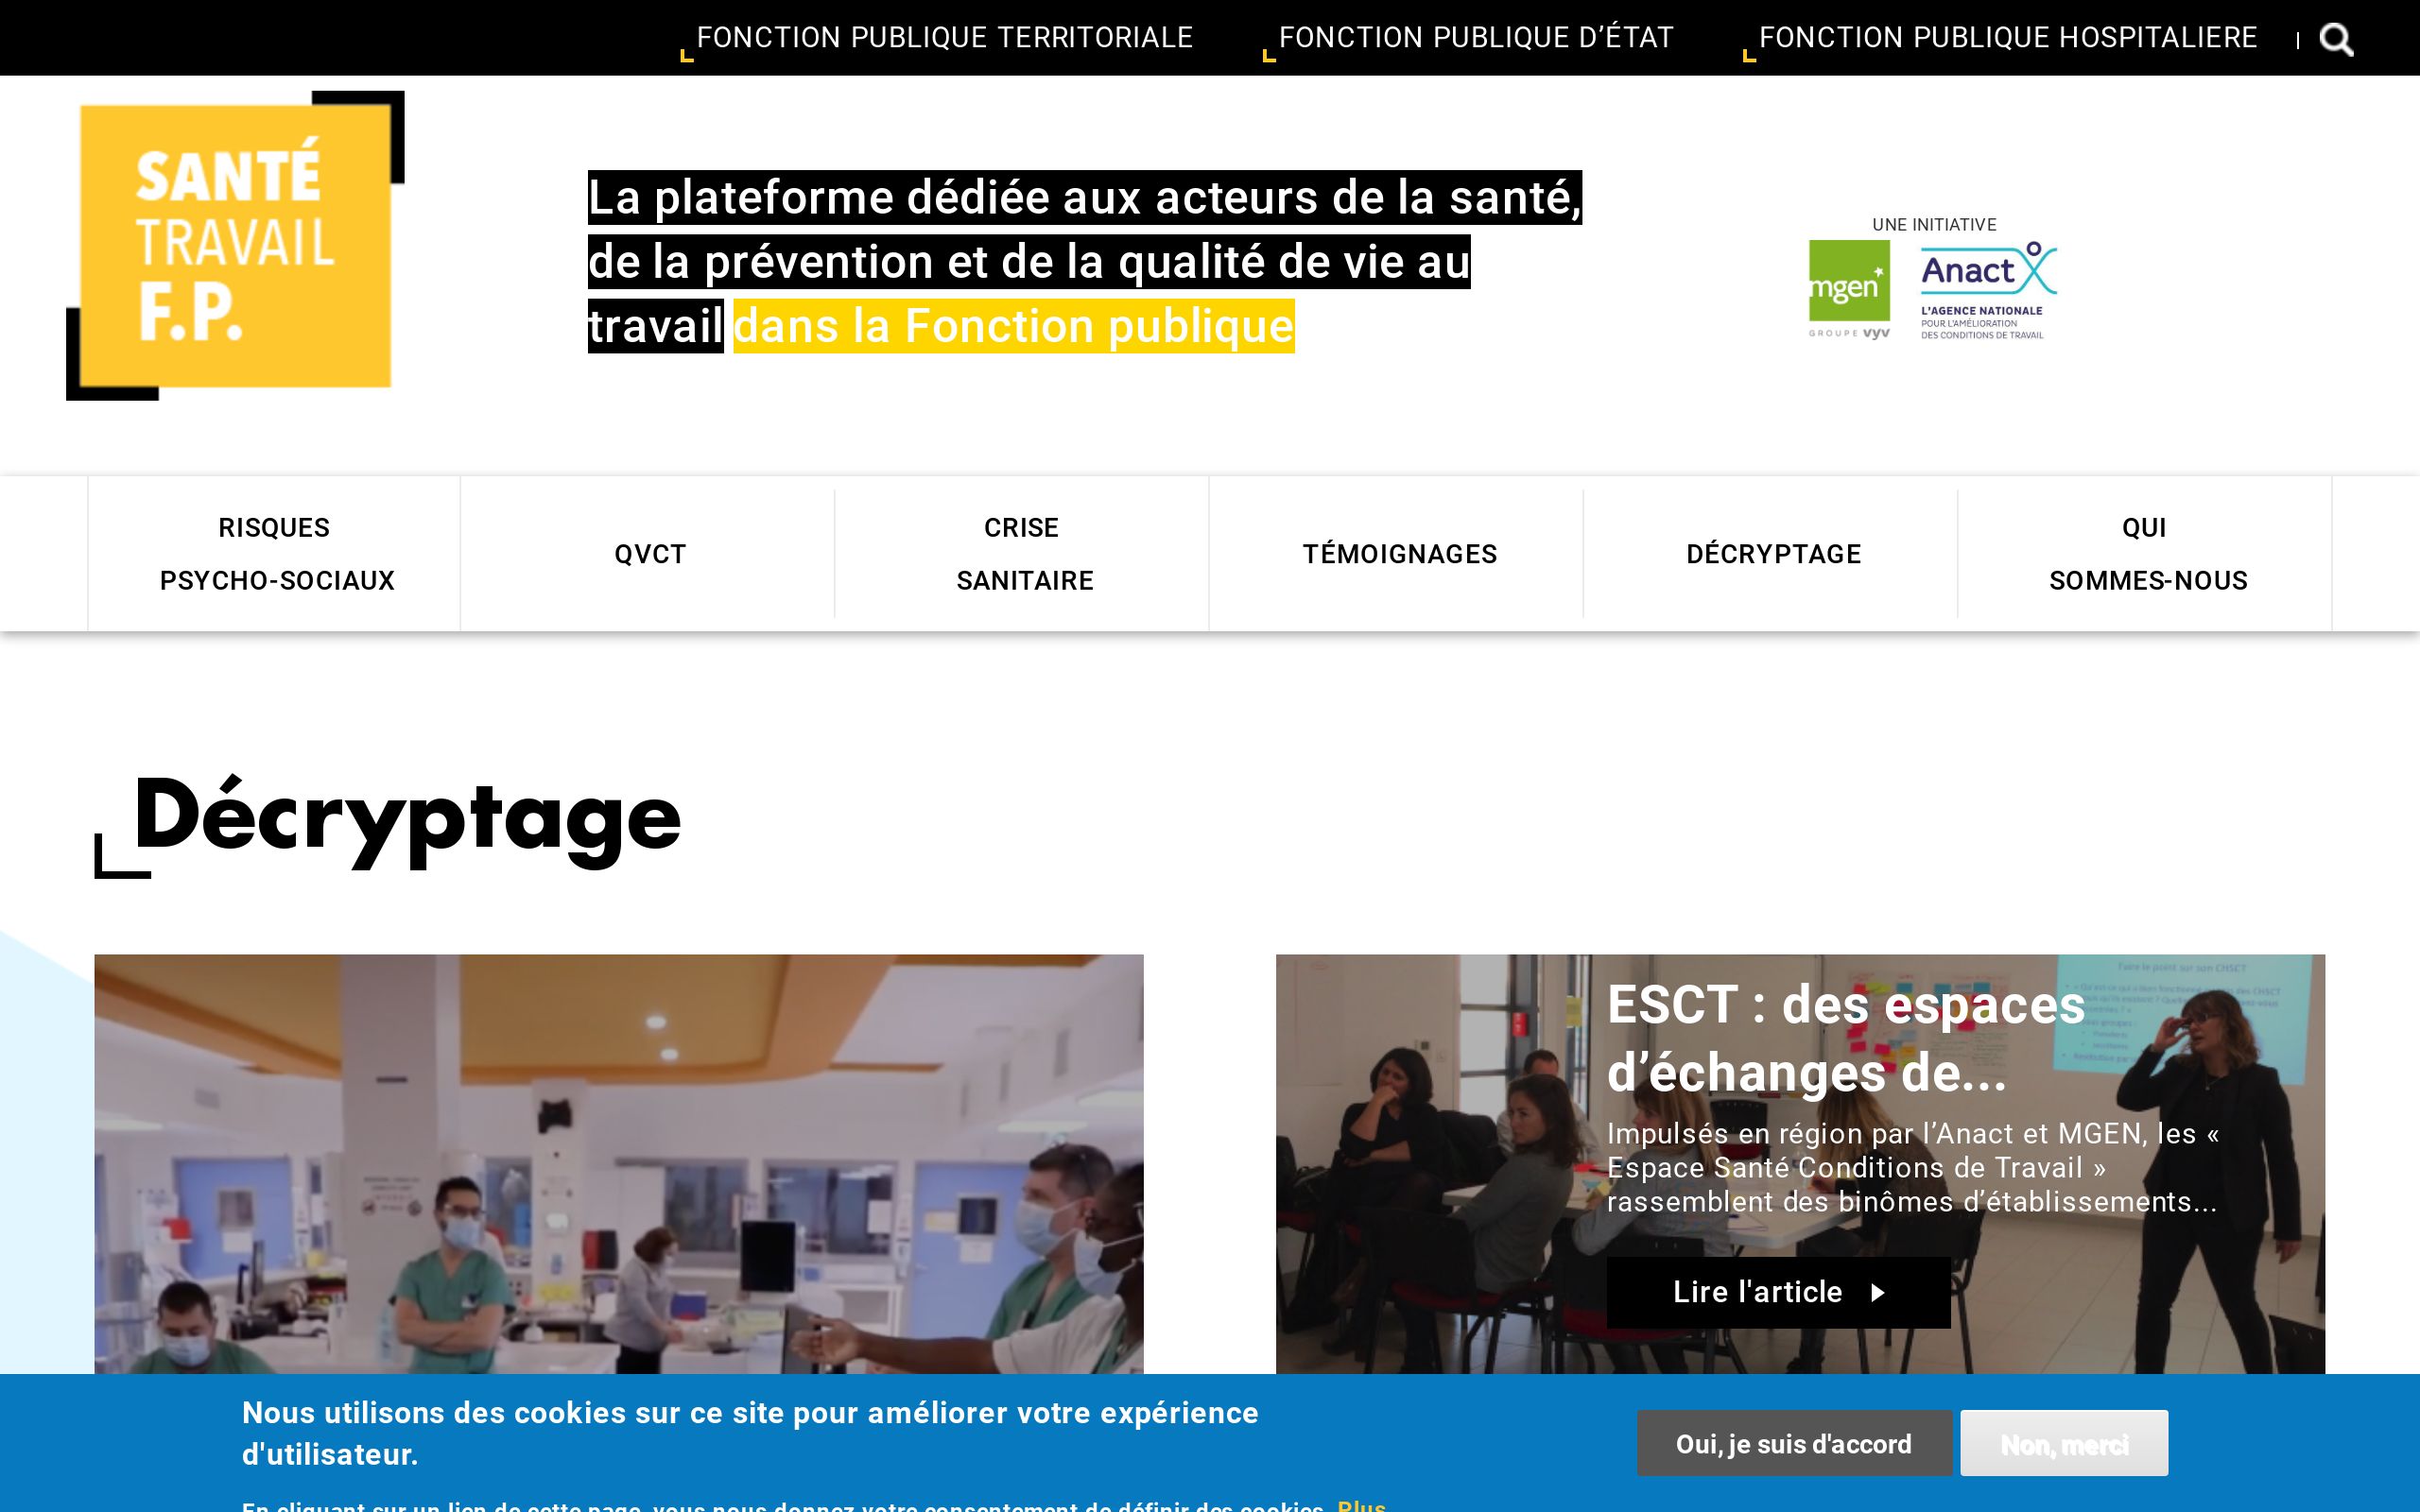 FONCTION PUBLIQUE TERRITORIALE
FONCTION PUBLIQUE D’ÉTAT
FONCTION PUBLIQUE HOSPITALIERE
SANTÉ
TRAVAIL
F.P.
La plateforme dédiée aux acteurs de la santé,
de la prévention et de la qualité de vie au
travail dans la Fonction publique
UNE INITIATIVE
mgen
GROUPE vyv
Anact
L'AGENCE NATIONALE
POUR L'AMÉLIORATION
DES CONDITIONS DE TRAVAIL
RISQUES
PSYCHO-SOCIAUX
QVCT
CRISE
SANITAIRE
TÉMOIGNAGES
DÉCRYPTAGE
QUI
SOMMES-NOUS
Décryptage
Faire le point sur son CHSCT
ESCT : des espaces
d’échanges de...
Impulsés en région par l’Anact et MGEN, les «
Espace Santé Conditions de Travail »
rassemblent des binômes d’établissements...
Lire l'article
Nous utilisons des cookies sur ce site pour améliorer votre expérience
d'utilisateur.
En cliquant sur un lien de cette page, vous nous donnez votre consentement de définir des cookies. Plus
Oui, je suis d'accord
Non, merci